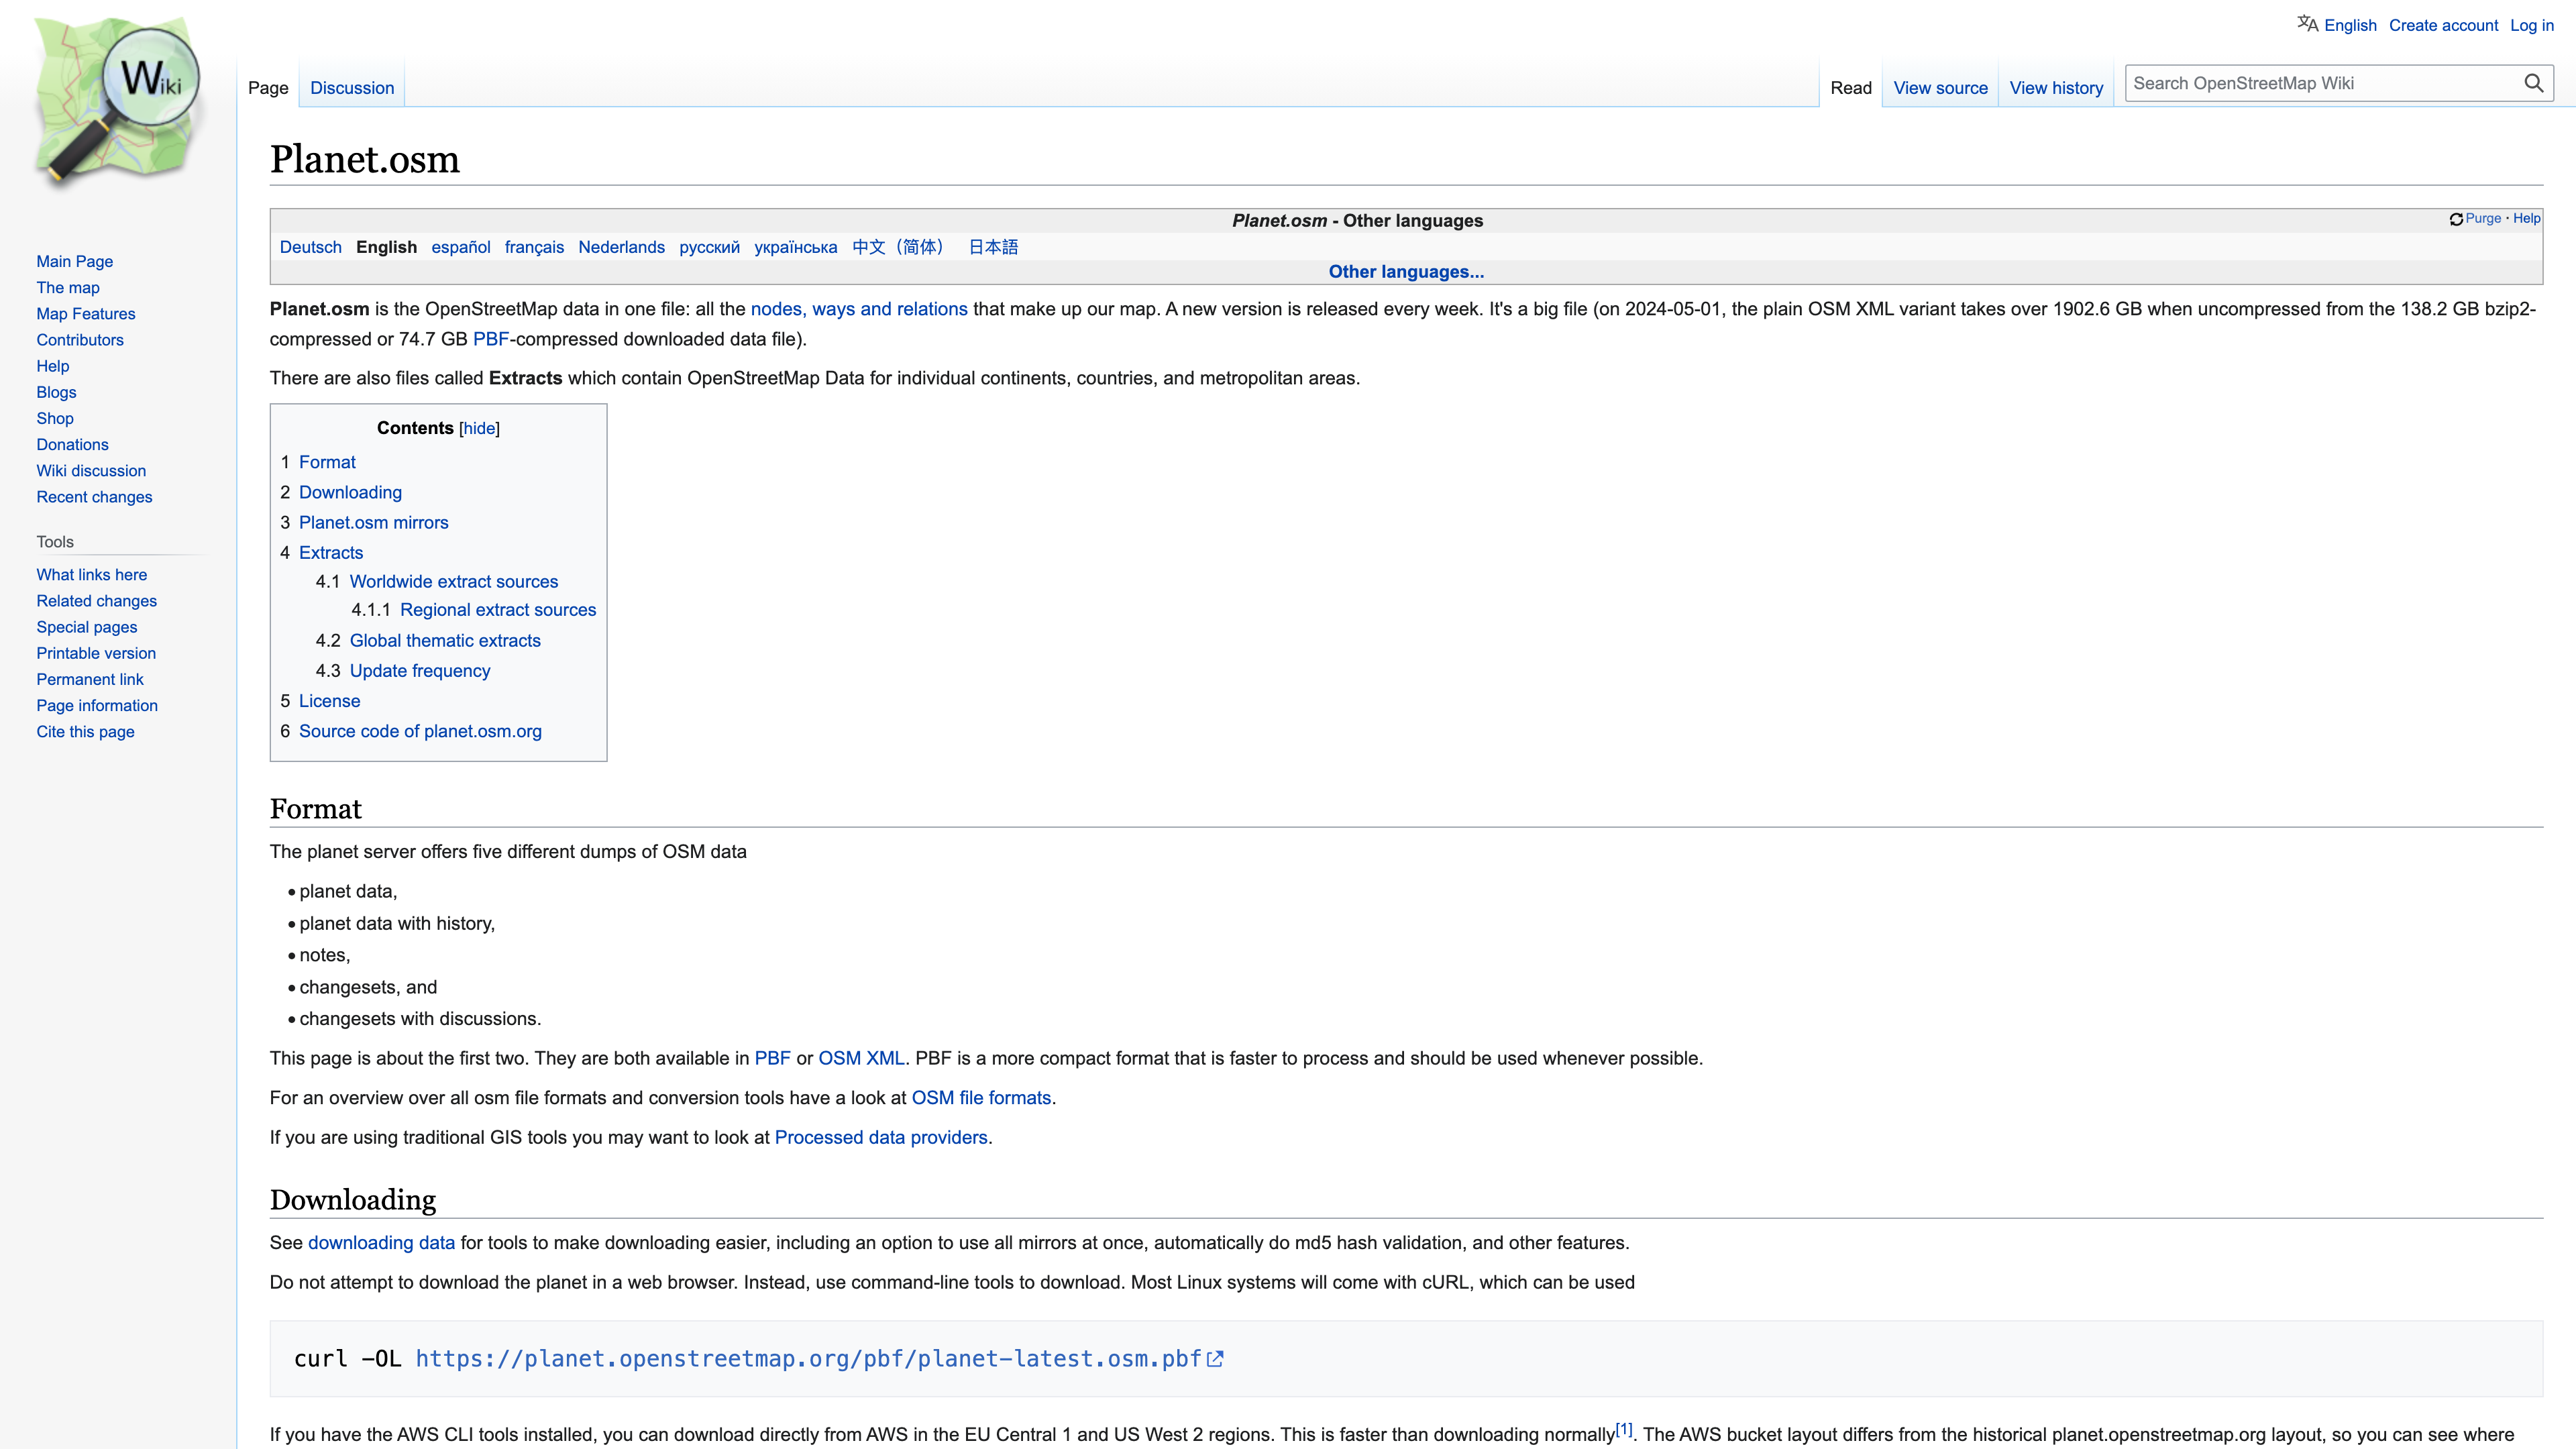 Wiki
English Create account Log in
Page Discussion Read View source View history Search OpenStreetMap Wiki
Main Page
The map
Map Features
Contributors
Help
Blogs
Shop
Donations
Wiki discussion
Recent changes
Tools
What links here
Related changes
Special pages
Printable version
Permanent link
Page information
Cite this page
Planet.osm
Planet.osm - Other languages
Purge · Help
Deutsch English español français Nederlands русский українська 中文（简体） 日本語
Other languages...
Planet.osm is the OpenStreetMap data in one file: all the nodes, ways and relations that make up our map. A new version is released every week. It's a big file (on 2024-05-01, the plain OSM XML variant takes over 1902.6 GB when uncompressed from the 138.2 GB bzip2-
compressed or 74.7 GB PBF-compressed downloaded data file).
There are also files called Extracts which contain OpenStreetMap Data for individual continents, countries, and metropolitan areas.
Contents [hide]
1 Format
2 Downloading
3 Planet.osm mirrors
4 Extracts
4.1 Worldwide extract sources
4.1.1 Regional extract sources
4.2 Global thematic extracts
4.3 Update frequency
5 License
6 Source code of planet.osm.org
Format
The planet server offers five different dumps of OSM data
• planet data,
• planet data with history,
• notes,
• changesets, and
• changesets with discussions.
This page is about the first two. They are both available in PBF or OSM XML. PBF is a more compact format that is faster to process and should be used whenever possible.
For an overview over all osm file formats and conversion tools have a look at OSM file formats.
If you are using traditional GIS tools you may want to look at Processed data providers.
Downloading
See downloading data for tools to make downloading easier, including an option to use all mirrors at once, automatically do md5 hash validation, and other features.
Do not attempt to download the planet in a web browser. Instead, use command-line tools to download. Most Linux systems will come with cURL, which can be used
curl -OL https://planet.openstreetmap.org/pbf/planet-latest.osm.pbf
If you have the AWS CLI tools installed, you can download directly from AWS in the EU Central 1 and US West 2 regions. This is faster than downloading normally[1]. The AWS bucket layout differs from the historical planet.openstreetmap.org layout, so you can see where